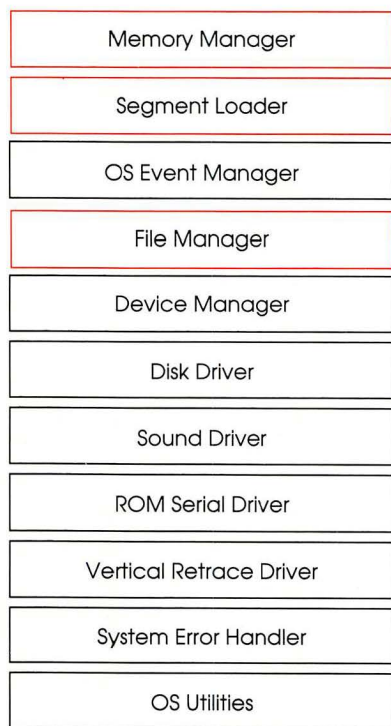 Memory Manager
Segment Loader
OS Event Manager
File Manager
Device Manager
Disk Driver
Sound Driver
ROM Serial Driver
Vertical Retrace Driver
System Error Handler
OS Utilities